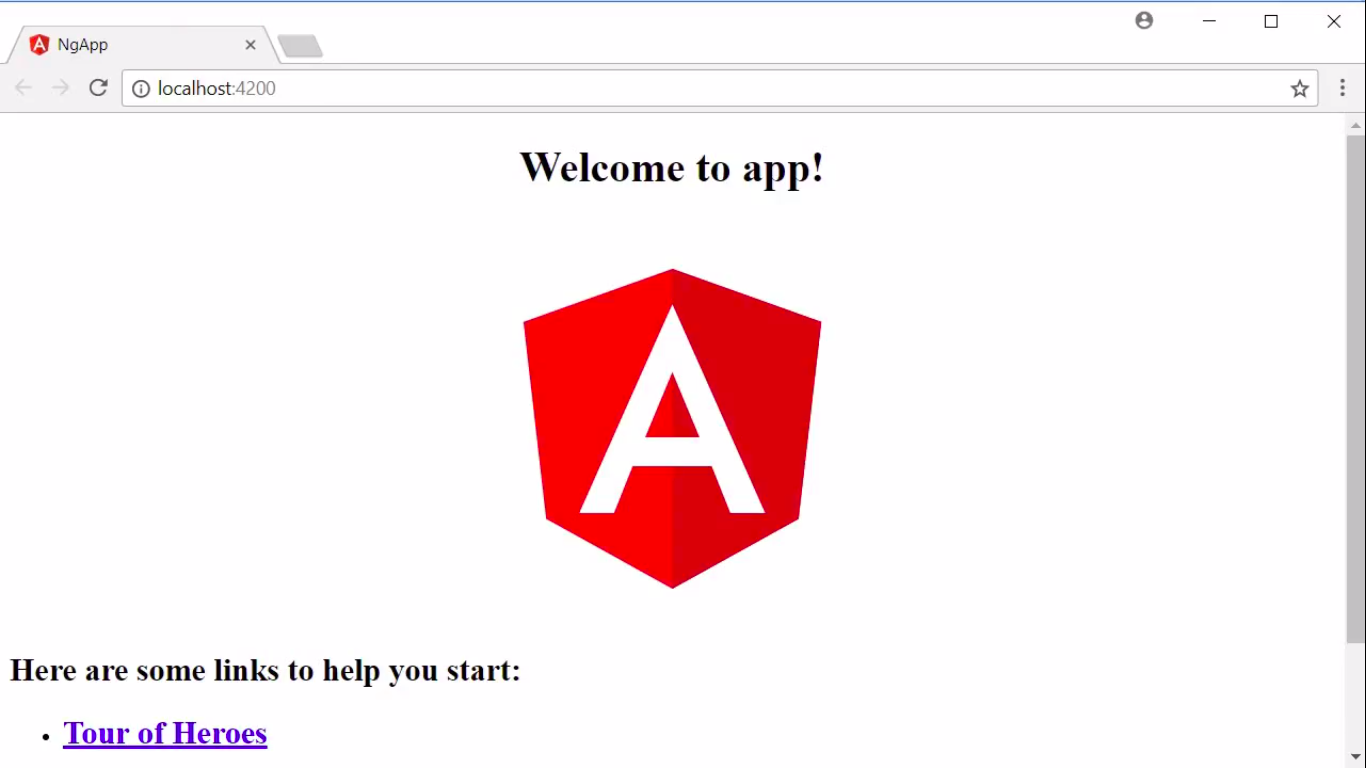 NgApp
localhost:4200
Welcome to app!
A
Here are some links to help you start:
Tour of Heroes